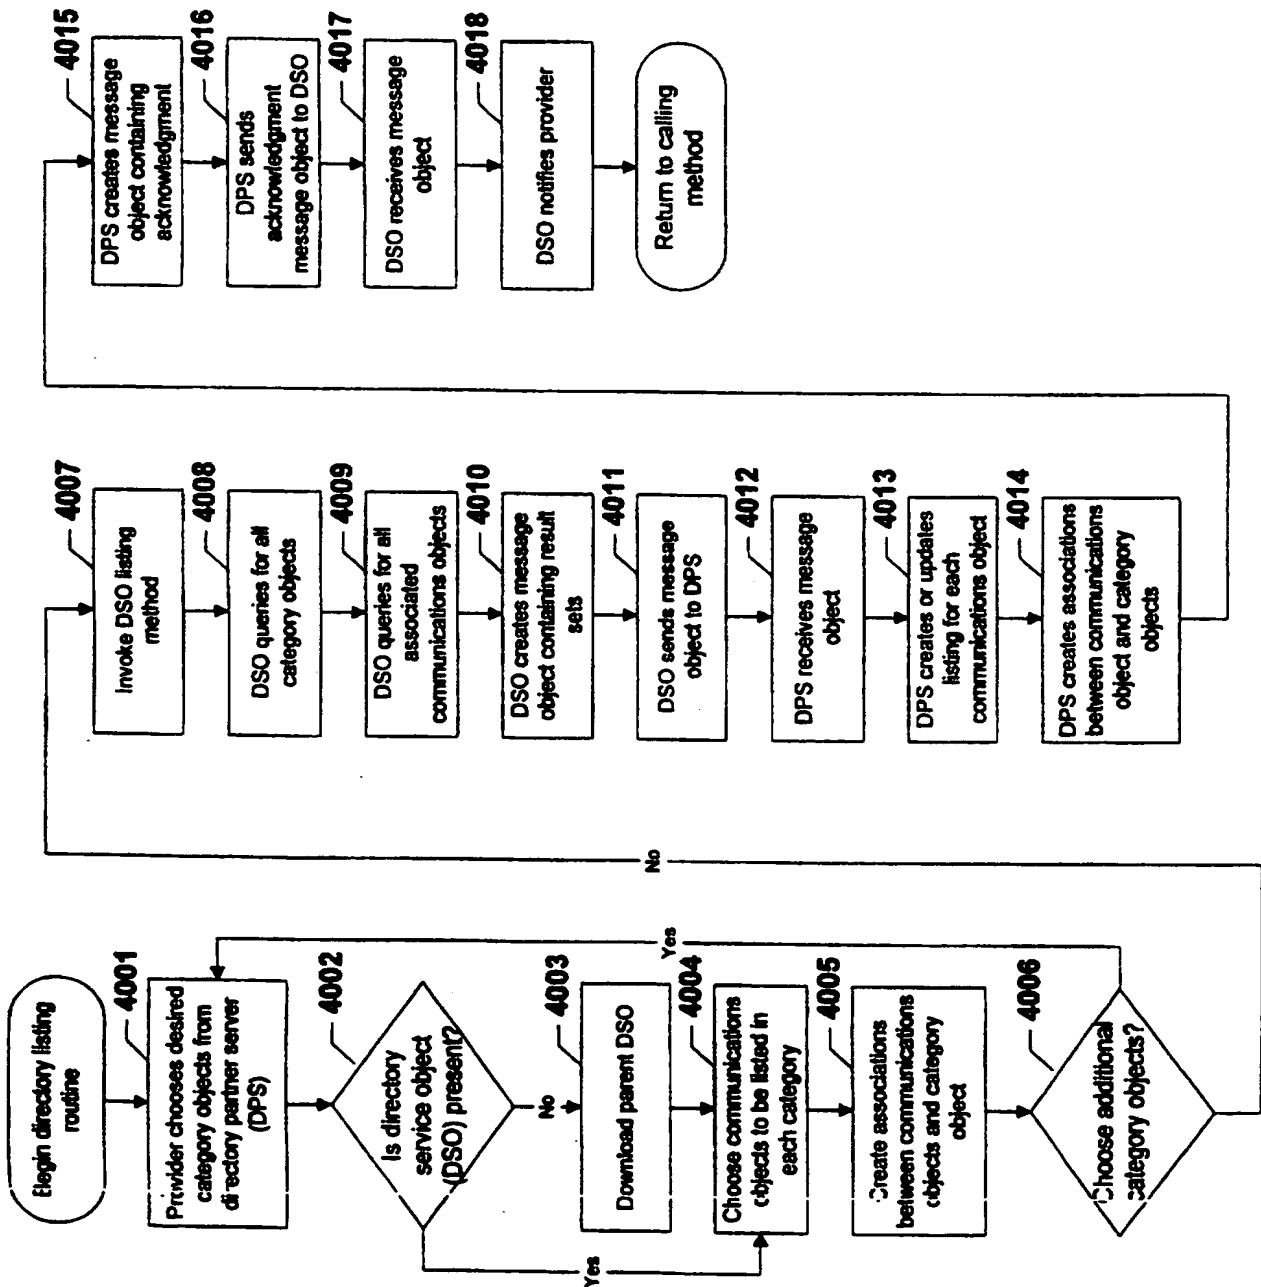 Begin directory listing
routine
4001
Provider chooses desired
category objects from
directory partner server
(DPS)
4002
Is directory
service object
(DSO) present?
Yes
No
4003
Download parent DSO
4004
Choose communications
objects to be listed in
each category
4005
Create associations
between communications
objects and category
object
4006
Choose additional
category objects?
Yes
No
4007
Invoke DSO listing
method
4008
DSO queries for all
category objects
4009
DSO queries for all
associated
communications objects
4010
DSO creates message
object containing result
sets
4011
DSO sends message
object to DPS
4012
DPS receives message
object
4013
DPS creates or updates
listing for each
communications object
4014
DPS creates associations
between communications
object and category
objects
4015
DPS creates message
object containing
acknowledgment
4016
DPS sends
acknowledgment
message object to DSO
4017
DSO receives message
object
4018
DSO notifies provider
Return to calling
method